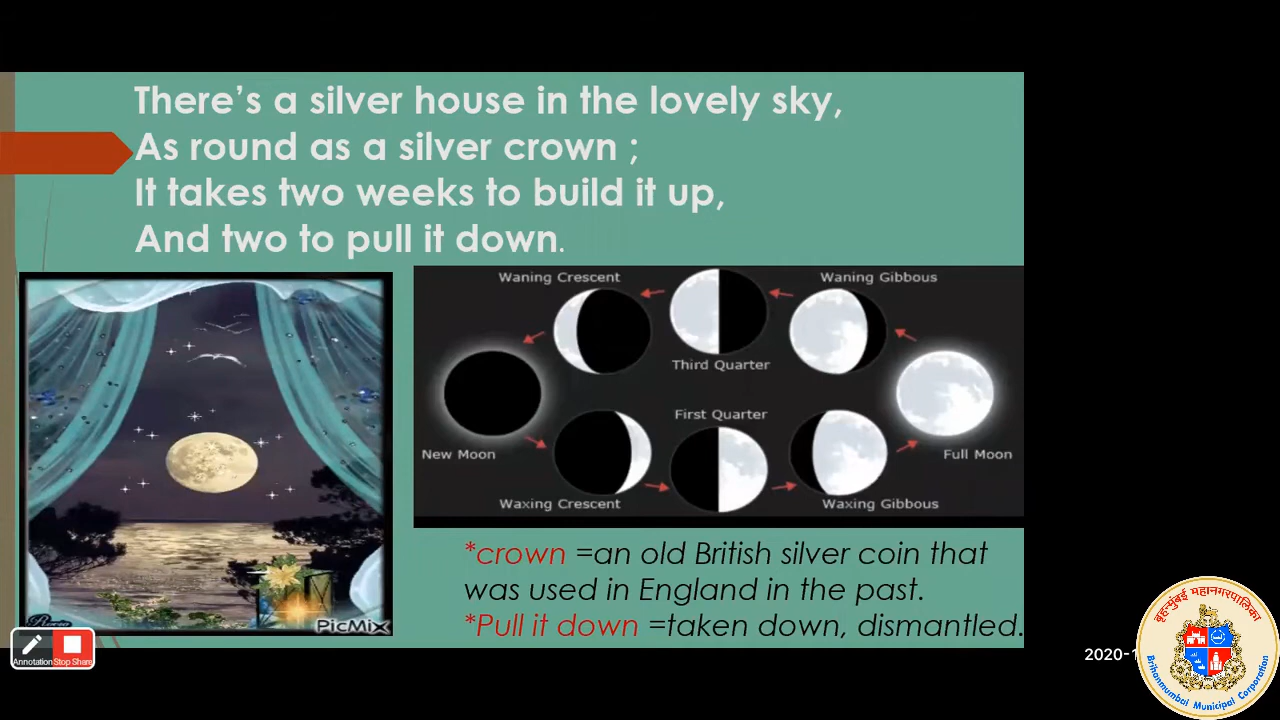 There's a silver house in the lovely sky,
As round as a silver crown ;
It takes two weeks to build it up,
And two to pull it down.
Waning Crescent
Waning Gibbous
Third Quarter
First Quarter
New Moon
Full Moon
Waxing Crescent
Waxing Gibbous
PicMix
*crown =an old British silver coin that
was used in England in the past.
*Pull it down =taken down, dismantled.
Annotation
Stop Share
2020-1
बृहन्मुंबई महानगरपालिका
Brihanmumbai Municipal Corporation